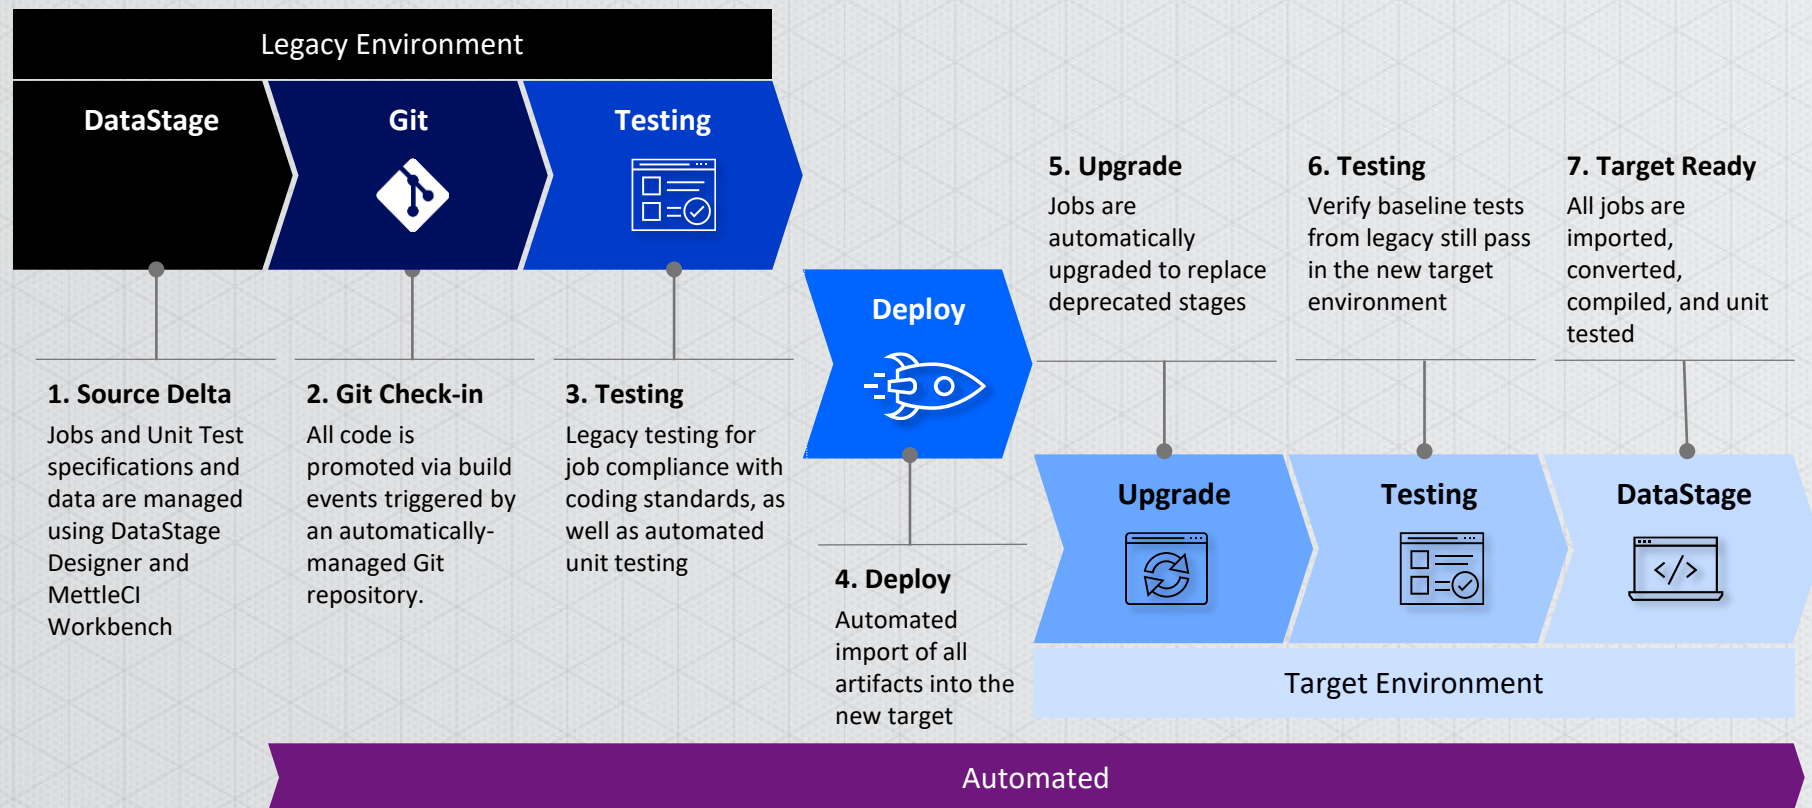 Legacy Environment
DataStage
Git
Testing
1. Source Delta
Jobs and Unit Test
specifications and
data are managed
using DataStage
Designer and
MettleCI
Workbench
2. Git Check-in
All code is
promoted via build
events triggered by
an automatically-
managed Git
repository.
3. Testing
Legacy testing for
job compliance with
coding standards, as
well as automated
unit testing
Deploy
4. Deploy
Automated
import of all
artifacts into the
new target
5. Upgrade
Jobs are
automatically
upgraded to replace
deprecated stages
6. Testing
Verify baseline tests
from legacy still pass
in the new target
environment
7. Target Ready
All jobs are
imported,
converted,
compiled, and unit
tested
Upgrade
Testing
DataStage
</>
Target Environment
Automated